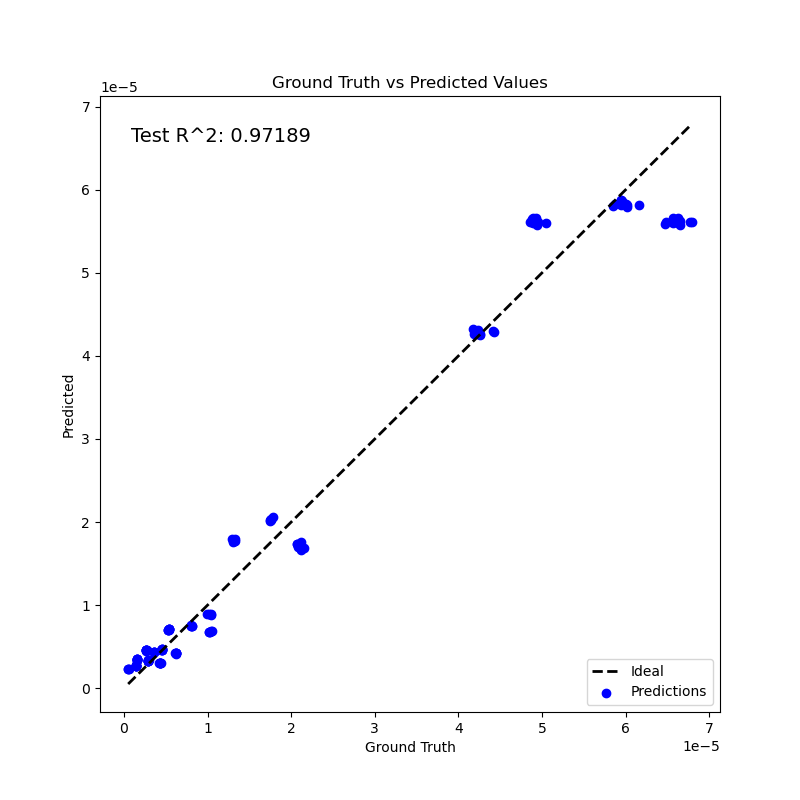 Ground Truth vs Predicted Values
1e−5
7
6
5
4
3
2
1
0
Predicted
Test R^2: 0.97189
Ideal
Predictions
0 1 2 3 4 5 6 7
1e−5
Ground Truth